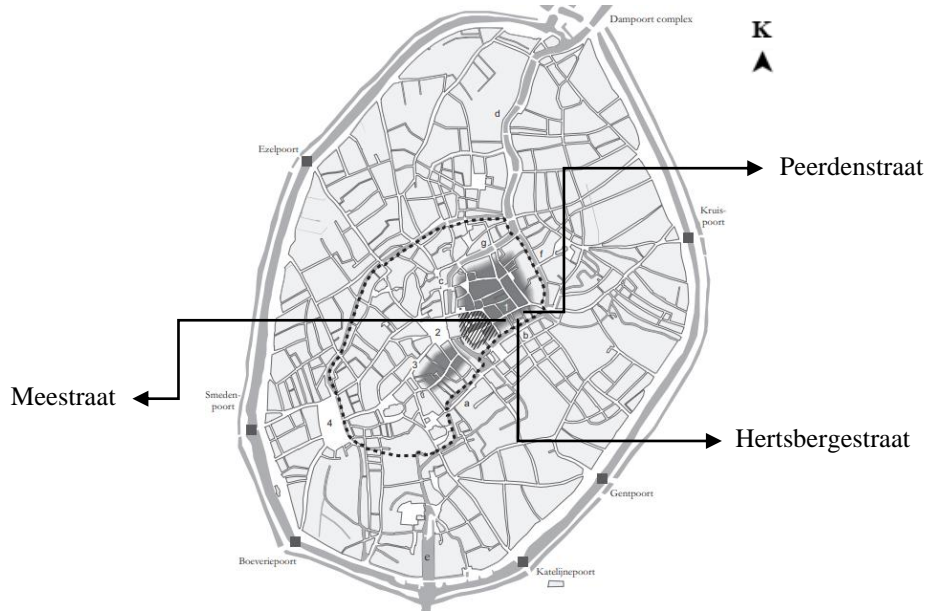 Dampoort complex
K
d
Ezelpoort
Peerdenstraat
Kruis-
poort
g
f
c
2
b
3
Meestraat
Smeden-
poort
a
4
Hertsbergestraat
Gentpoort
Boeveriepoort
e
Katelijnepoort